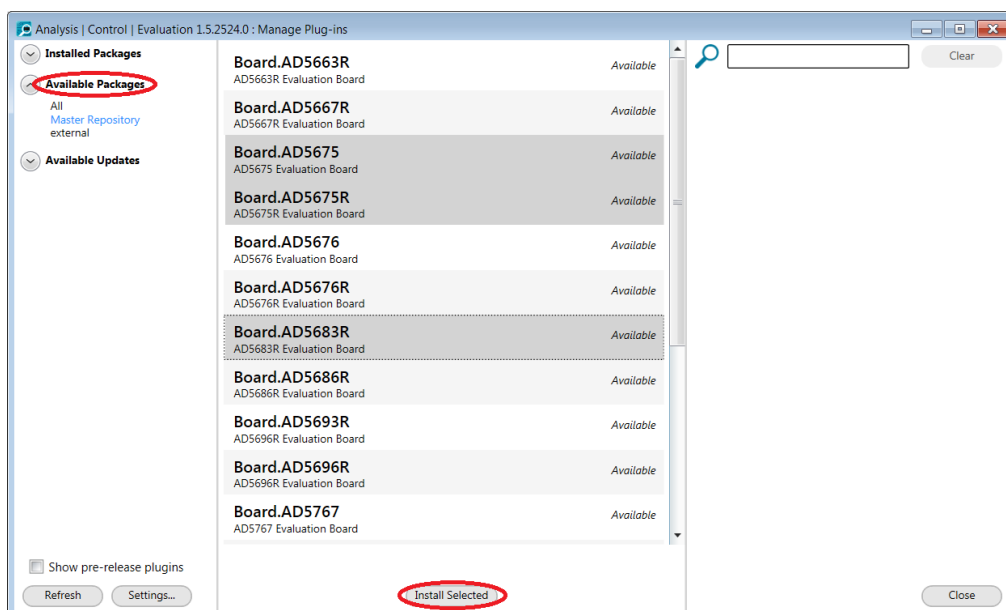 Analysis | Control | Evaluation 1.5.2524.0 : Manage Plug-ins
Installed Packages
Available Packages
All
Master Repository
external
Available Updates
Show pre-release plugins
Refresh
Settings...
Board.AD5663R
Available
AD5663R Evaluation Board
Board.AD5667R
Available
AD5667R Evaluation Board
Board.AD5675
Available
AD5675 Evaluation Board
Board.AD5675R
Available
AD5675R Evaluation Board
Board.AD5676
Available
AD5676 Evaluation Board
Board.AD5676R
Available
AD5676R Evaluation Board
Board.AD5683R
Available
AD5683R Evaluation Board
Board.AD5686R
Available
AD5686R Evaluation Board
Board.AD5693R
Available
AD5696R Evaluation Board
Board.AD5696R
Available
AD5696R Evaluation Board
Board.AD5767
Available
AD5767 Evaluation Board
Install Selected
Clear
Close